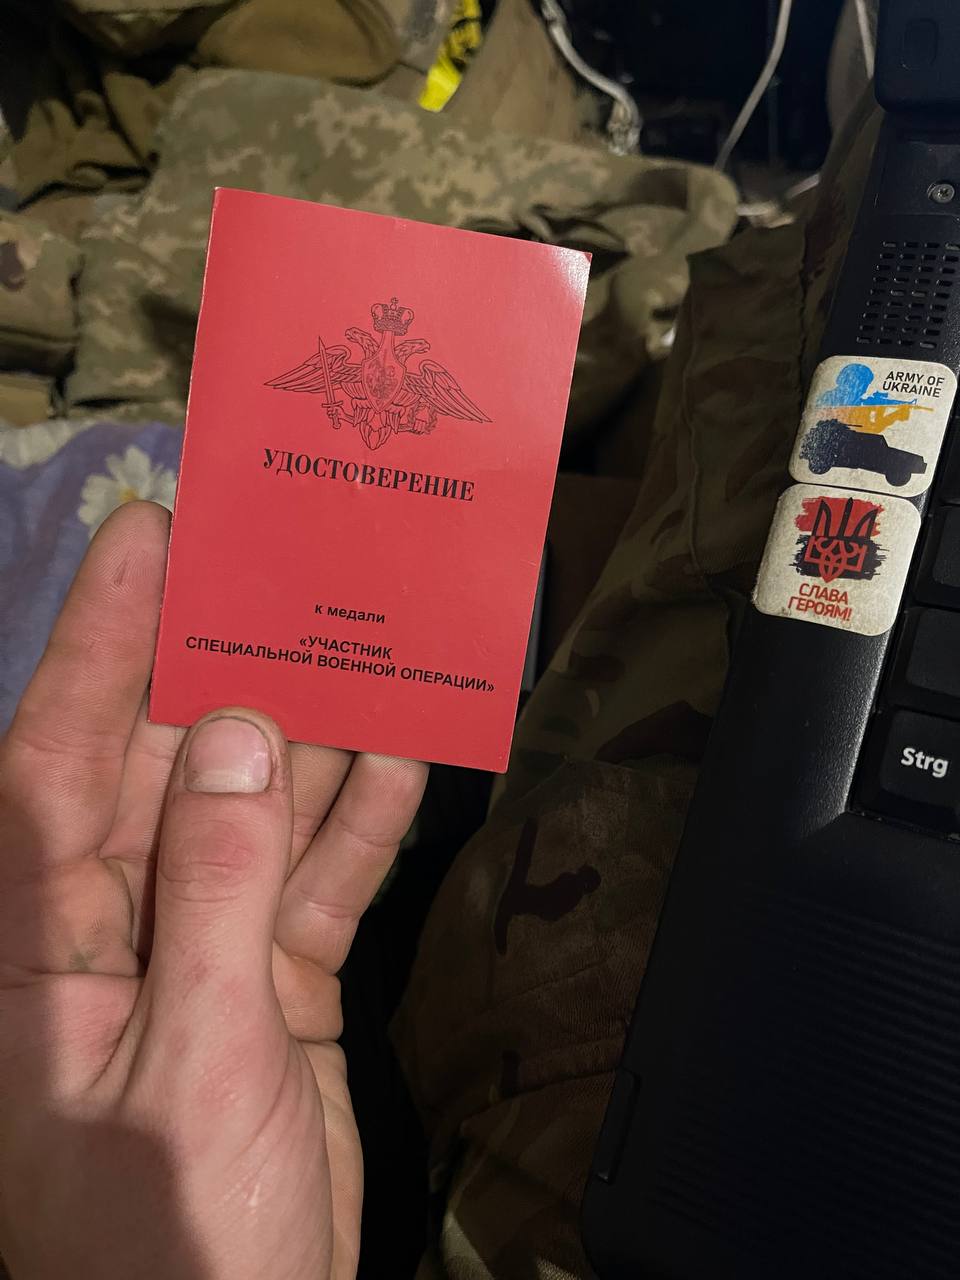 УДОСТОВЕРЕНИЕ
к медали
«УЧАСТНИК
СПЕЦИАЛЬНОЙ ВОЕННОЙ ОПЕРАЦИИ»
ARMY OF
UKRAINE
СЛАВА
ГЕРОЯМ!
Strg